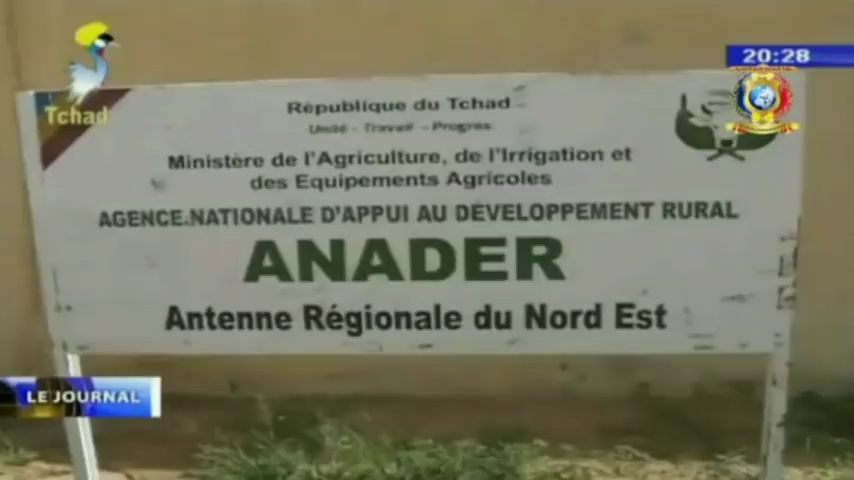 20:28
Tchad
République du Tchad
Unité - Travail - Progrès
Ministère de l'Agriculture, de l'Irrigation et
des Equipements Agricoles
AGENCE NATIONALE D'APPUI AU DÉVELOPPEMENT RURAL
ANADER
Antenne Régionale du Nord Est
LE JOURNAL